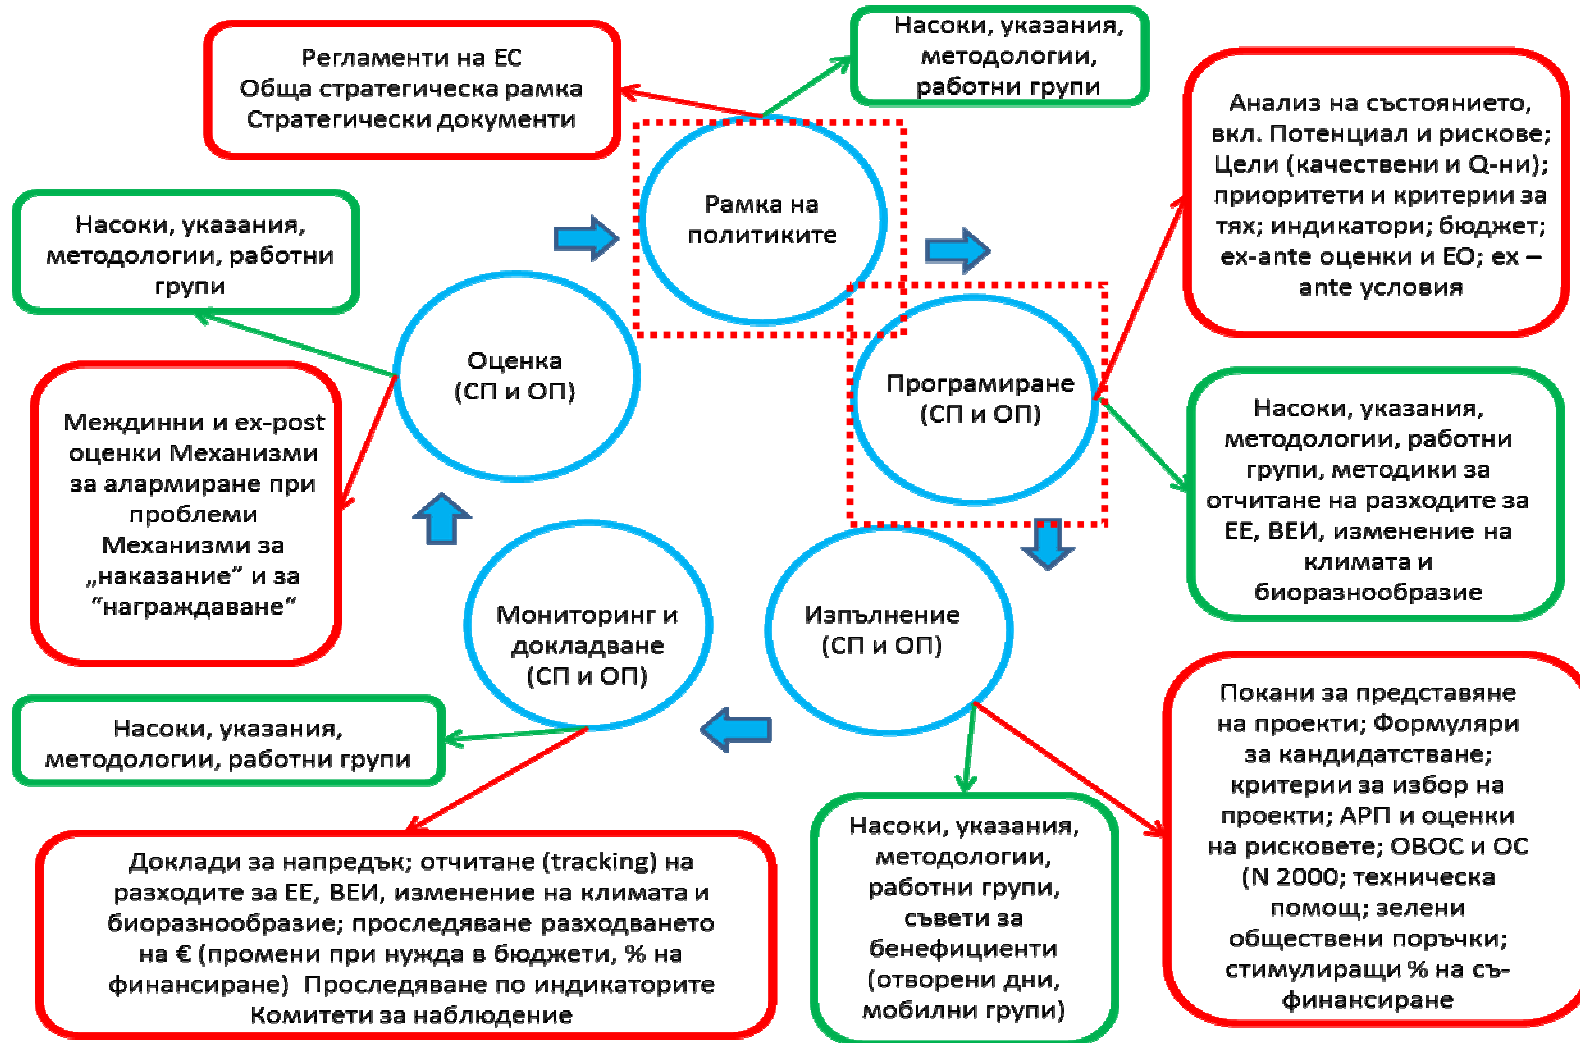 Регламенти на ЕС
Обща стратегическа рамка
Стратегически документи
Насоки, указания,
методологии,
работни групи
Анализ на състоянието,
вкл. Потенциал и рискове;
Цели (качествени и Q-ни);
приоритети и критерии за
тях; индикатори; бюджет;
ex-ante оценки и ЕО; ex –
ante условия
Насоки, указания,
методологии, работни
групи
Рамка на
политиките
Оценка
(СП и ОП)
Програмиране
(СП и ОП)
Междинни и ex-post
оценки Механизми
за алармиране при
проблеми
Механизми за
„наказание” и за
“награждаване“
Насоки, указания,
методологии, работни
групи, методики за
отчитане на разходите за
ЕЕ, ВЕИ, изменение на
климата и
биоразнообразие
Мониторинг и
докладване
(СП и ОП)
Изпълнение
(СП и ОП)
Насоки, указания,
методологии, работни групи
Покани за представяне
на проекти; Формуляри
за кандидатстване;
критерии за избор на
проекти; АРП и оценки
на рисковете; ОВОС и ОС
(N 2000; техническа
помощ; зелени
обществени поръчки;
стимулиращи % на съ-
финансиране
Насоки, указания,
методологии,
работни групи,
съвети за
бенефициенти
(отворени дни,
мобилни групи)
Доклади за напредък; отчитане (tracking) на
разходите за ЕЕ, ВЕИ, изменение на климата и
биоразнообразие; проследяване разходването
на € (промени при нужда в бюджети, % на
финансиране) Проследяване по индикаторите
Комитети за наблюдение